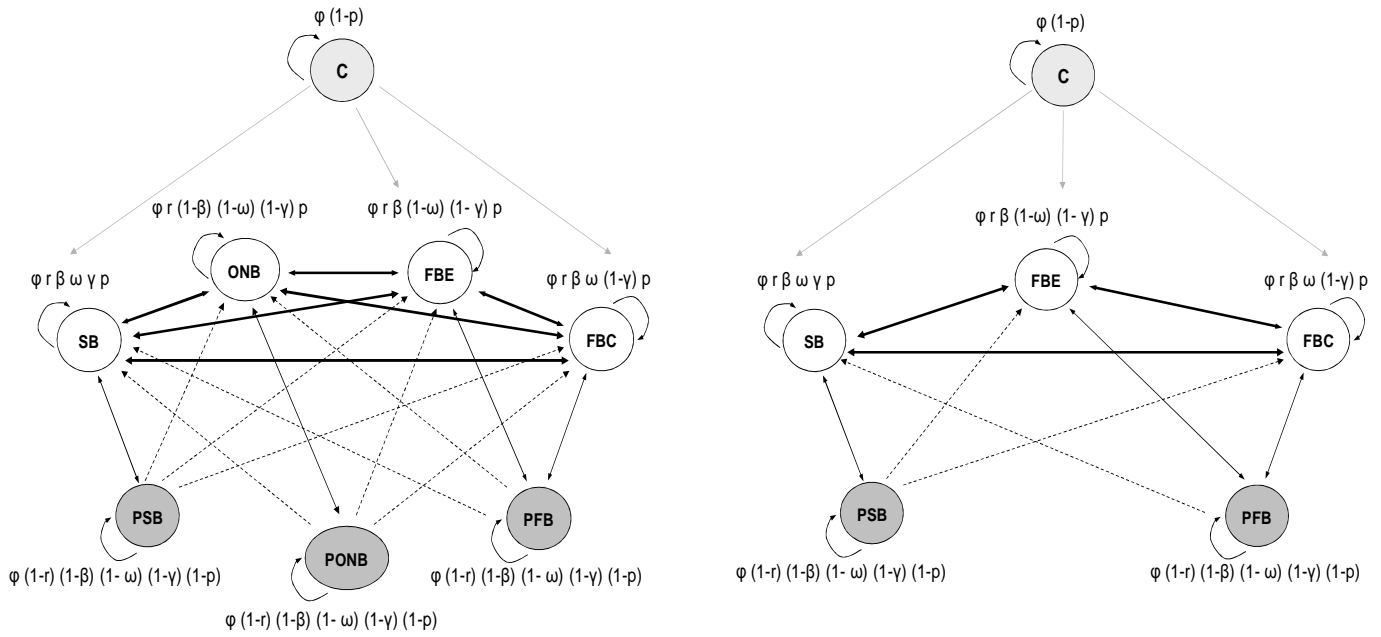 φ (1-p)
C
φ r (1-β) (1-ω) (1-γ) p
φ r β (1-ω) (1- γ) p
ONB
FBE
φ r β ω γ p
φ r β ω (1-γ) p
SB
FBC
PSB
PONB
PFB
φ (1-r) (1-β) (1- ω) (1-γ) (1-p)
φ (1-r) (1-β) (1- ω) (1-γ) (1-p)
φ (1-r) (1-β) (1- ω) (1-γ) (1-p)
φ (1-p)
C
φ r β (1-ω) (1- γ) p
FBE
φ r β ω γ p
φ r β ω (1-γ) p
SB
FBC
PSB
PFB
φ (1-r) (1-β) (1- ω) (1-γ) (1-p)
φ (1-r) (1-β) (1- ω) (1-γ) (1-p)